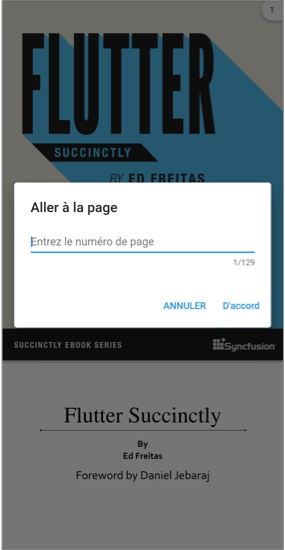 1
FLUTTER
SUCCINCTLY
BY ED FREITAS
Aller à la page
Entrez le numéro de page
1/129
ANNULER D'accord
SUCCINCTLY EBOOK SERIES Syncfusion
Flutter Succinctly
By
Ed Freitas
Foreword by Daniel Jebaraj